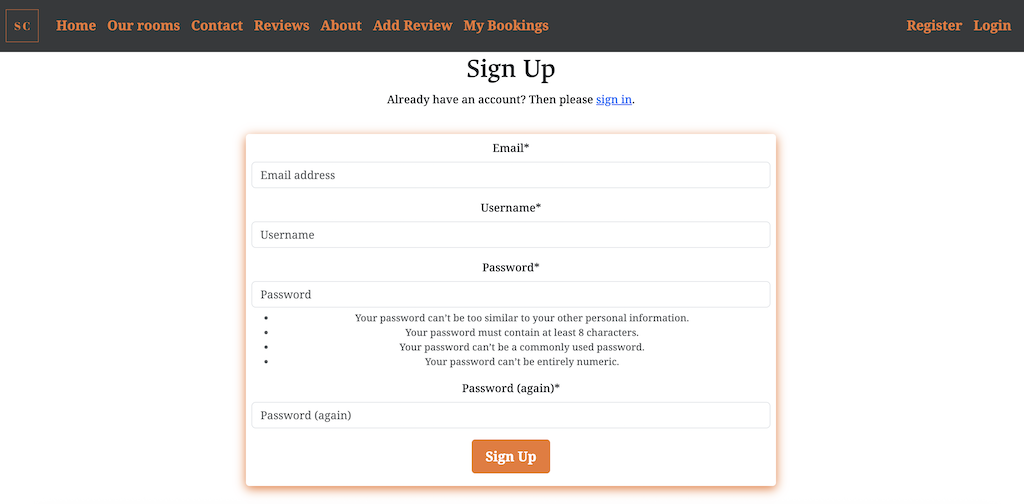 SC Home Our rooms Contact Reviews About Add Review My Bookings Register Login
Sign Up
Already have an account? Then please sign in.
Email*
Email address
Username*
Username
Password*
Password
• Your password can't be too similar to your other personal information.
• Your password must contain at least 8 characters.
• Your password can't be a commonly used password.
• Your password can't be entirely numeric.
Password (again)*
Password (again)
Sign Up